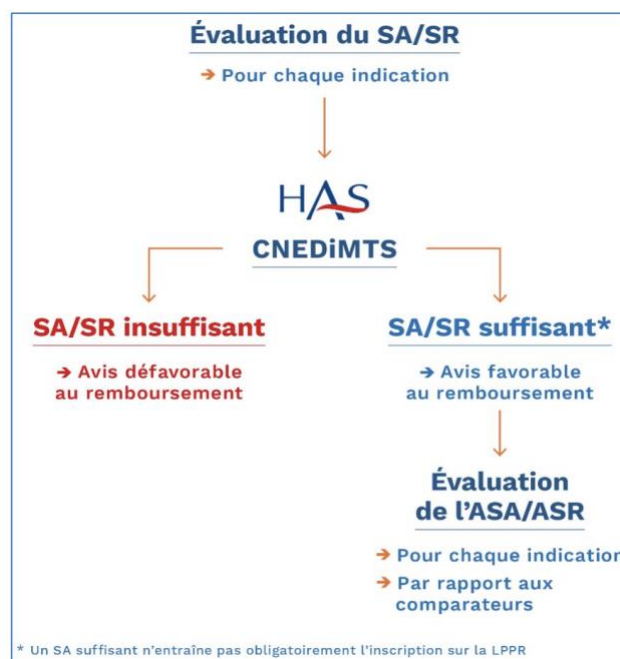 Évaluation du SA/SR
→ Pour chaque indication
HAS
CNEDiMTS
SA/SR insuffisant
→ Avis défavorable
au remboursement
SA/SR suffisant*
→ Avis favorable
au remboursement
Évaluation
de l’ASA/ASR
→ Pour chaque indication
→ Par rapport aux
comparateurs
* Un SA suffisant n’entraîne pas obligatoirement l’inscription sur la LPPR